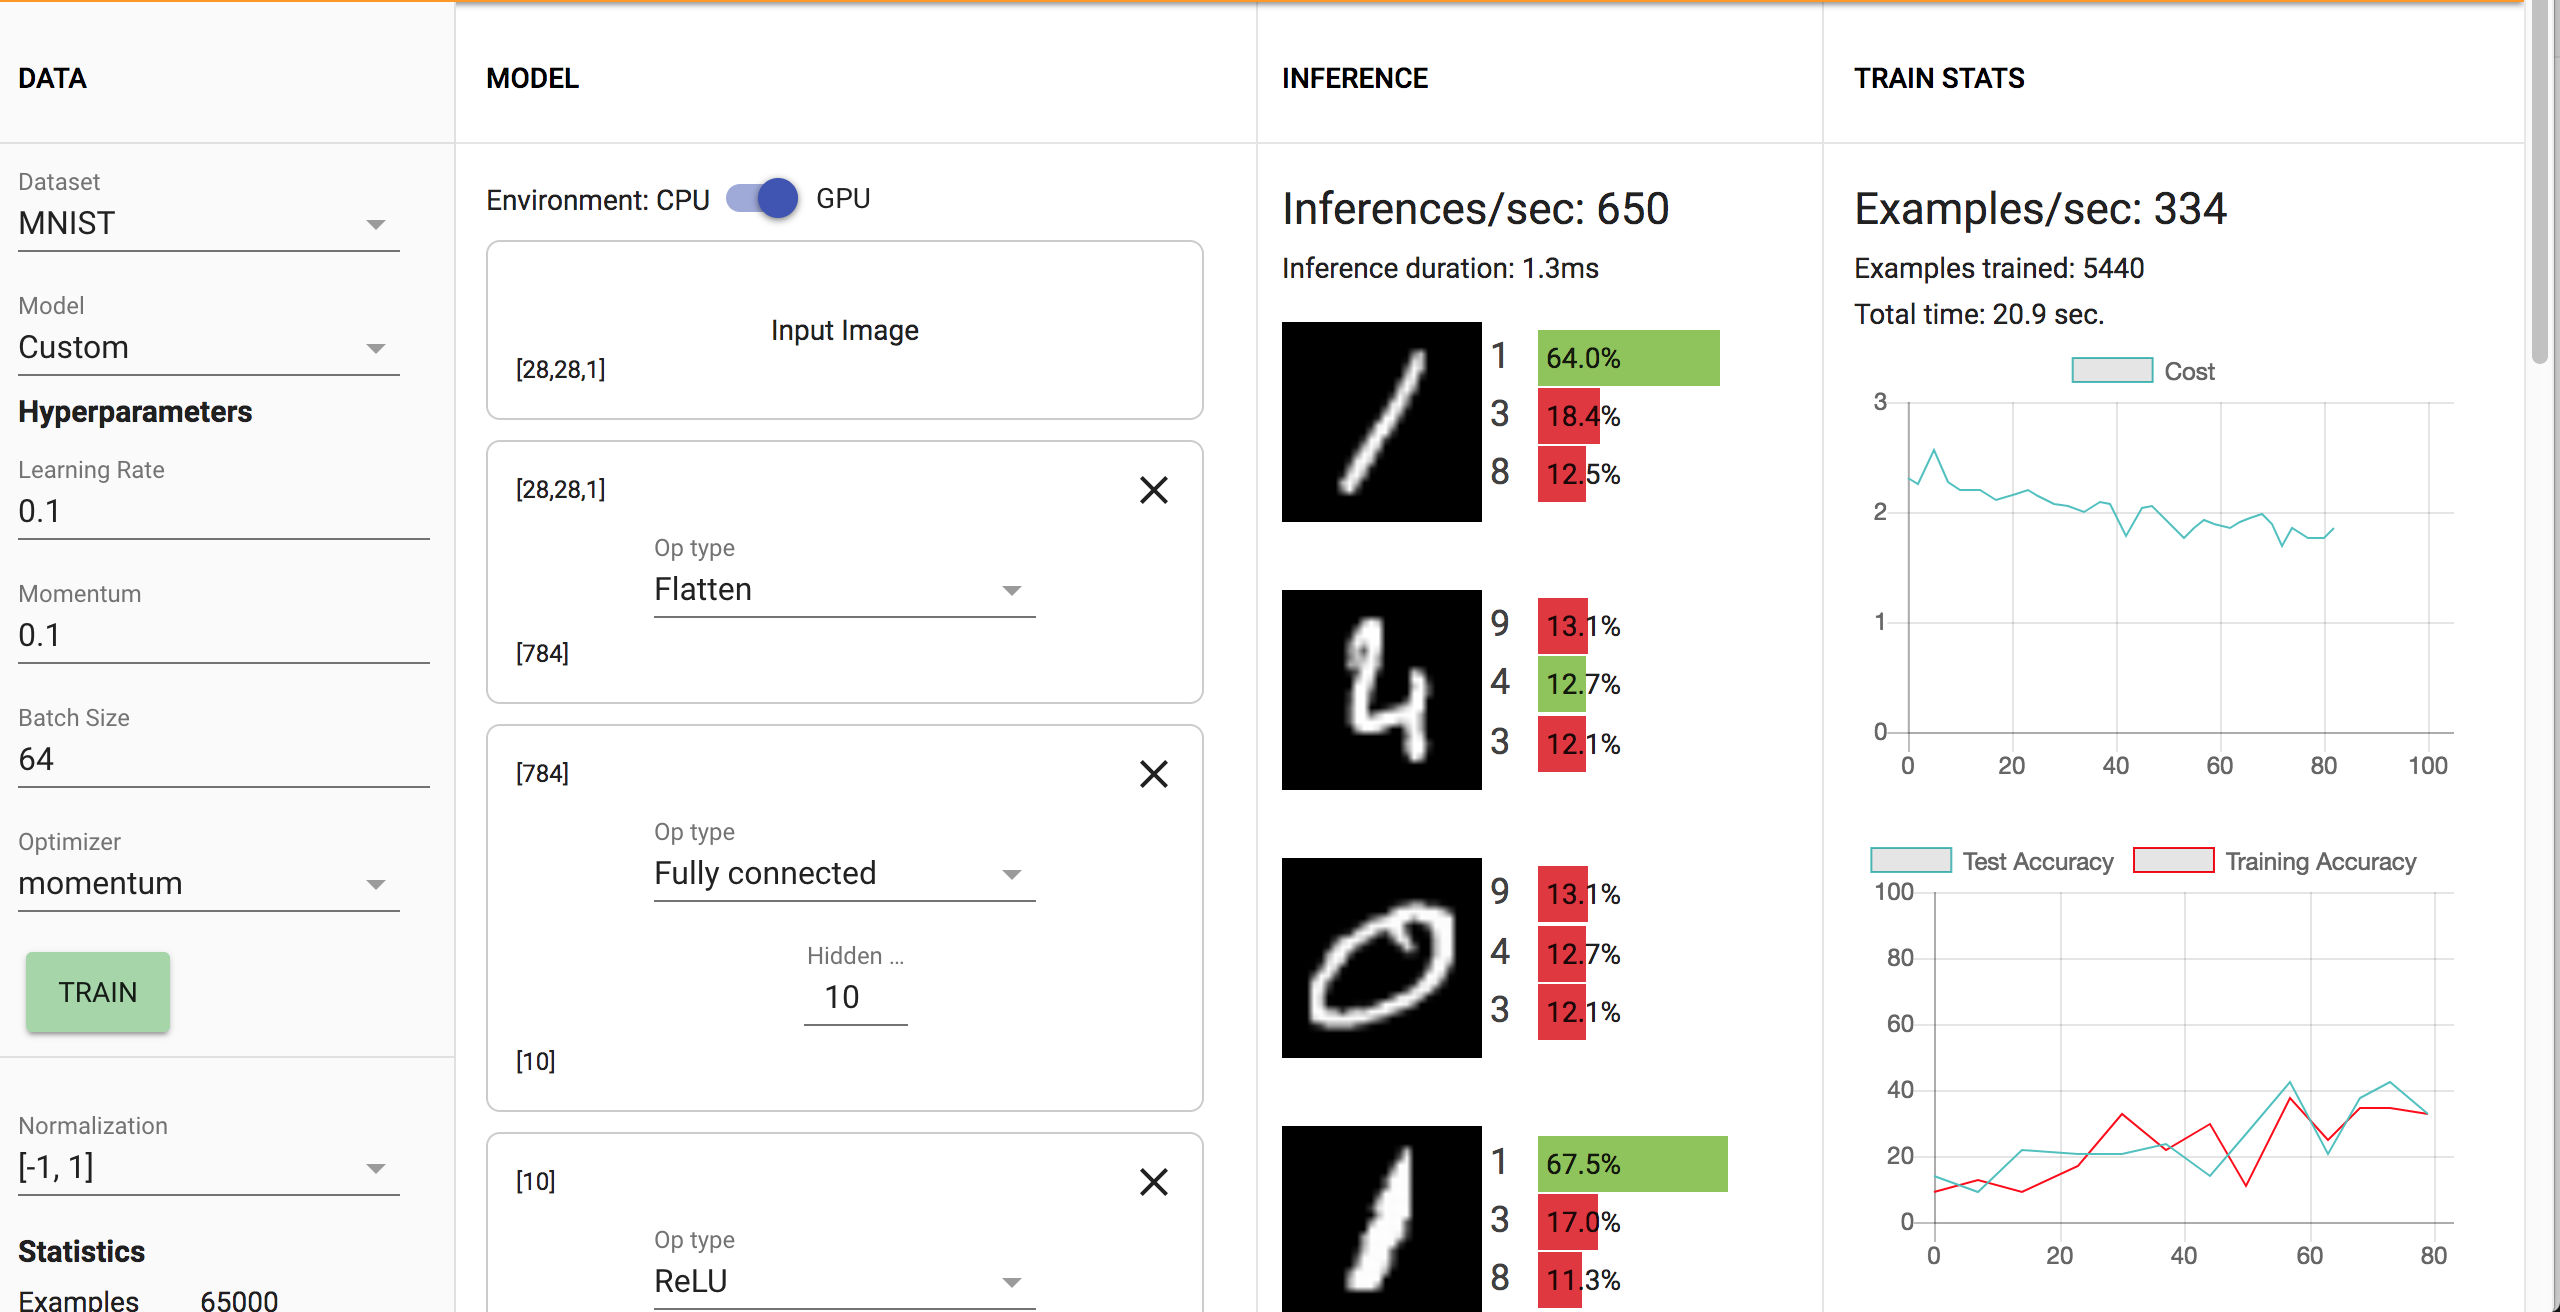 DATA
Dataset
MNIST
Model
Custom
Hyperparameters
Learning Rate
0.1
Momentum
0.1
Batch Size
64
Optimizer
momentum
TRAIN
Normalization
[-1, 1]
Statistics
Examples 65000
MODEL
Environment: CPU GPU
Input Image
[28,28,1]
[28,28,1]
Op type
Flatten
[784]
[784]
Op type
Fully connected
Hidden ...
10
[10]
[10]
Op type
ReLU
INFERENCE
Inferences/sec: 650
Inference duration: 1.3ms
1 64.0%
3 18.4%
8 12.5%
4
9 13.1%
4 12.7%
3 12.1%
0
9 13.1%
4 12.7%
3 12.1%
1 67.5%
3 17.0%
8 11.3%
TRAIN STATS
Examples/sec: 334
Examples trained: 5440
Total time: 20.9 sec.
Cost
3
2
1
0
0 20 40 60 80 100
Test Accuracy Training Accuracy
100
80
60
40
20
0
0 20 40 60 80